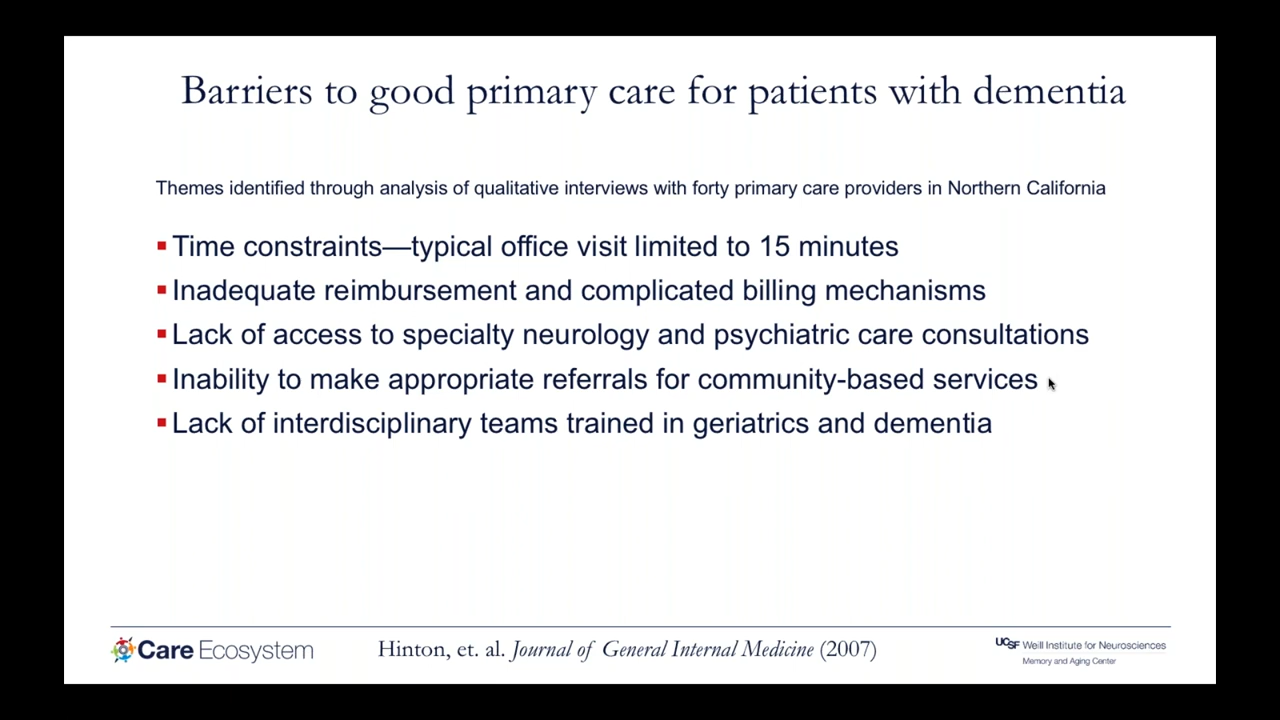 Barriers to good primary care for patients with dementia
Themes identified through analysis of qualitative interviews with forty primary care providers in Northern California
▪ Time constraints—typical office visit limited to 15 minutes
▪ Inadequate reimbursement and complicated billing mechanisms
▪ Lack of access to specialty neurology and psychiatric care consultations
▪ Inability to make appropriate referrals for community-based services
▪ Lack of interdisciplinary teams trained in geriatrics and dementia
Care Ecosystem
Hinton, et. al. Journal of General Internal Medicine (2007)
UCSF Weill Institute for Neurosciences
Memory and Aging Center